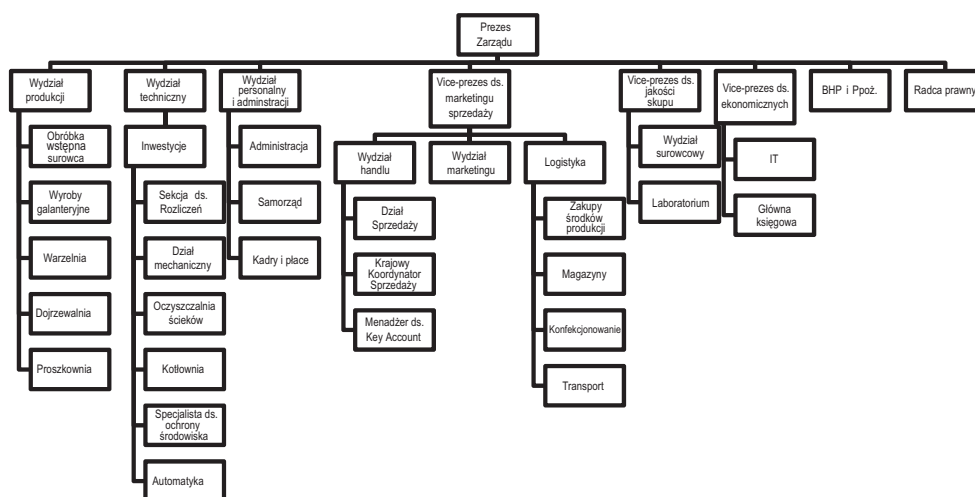 Prezes
Zarządu
Wydział
produkcji
Wydział
techniczny
Wydział
personalny
i adminstracji
Vice-prezes ds.
marketingu
sprzedaży
Vice-prezes ds.
jakości
skupu
Vice-prezes ds.
ekonomicznych
BHP i Ppoż.
Radca prawny
Obróbka
wstępna
surowca
Wyroby
galanteryjne
Warzelnia
Dojrzewalnia
Proszkownia
Inwestycje
Sekcja ds.
Rozliczeń
Dział
mechaniczny
Oczyszczalnia
ścieków
Kotłownia
Specjalista ds.
ochrony
środowiska
Automatyka
Administracja
Samorząd
Kadry i płace
Wydział
handlu
Dział
Sprzedaży
Krajowy
Koordynator
Sprzedaży
Menadżer ds.
Key Account
Wydział
marketingu
Logistyka
Zakupy
środków
produkcji
Magazyny
Konfekcjonowanie
Transport
Wydział
surowcowy
Laboratorium
IT
Główna
księgowa